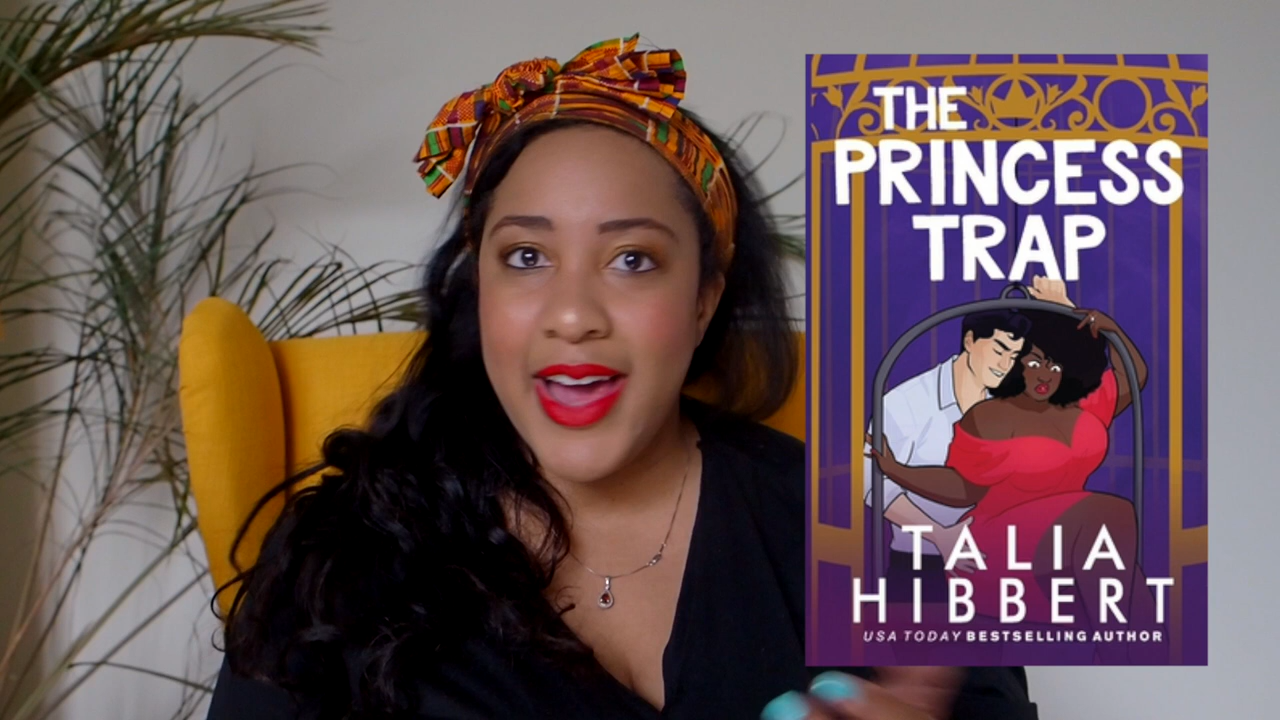 THE
PRINCESS
TRAP
TALIA
HIBBERT
USA TODAY BESTSELLING AUTHOR